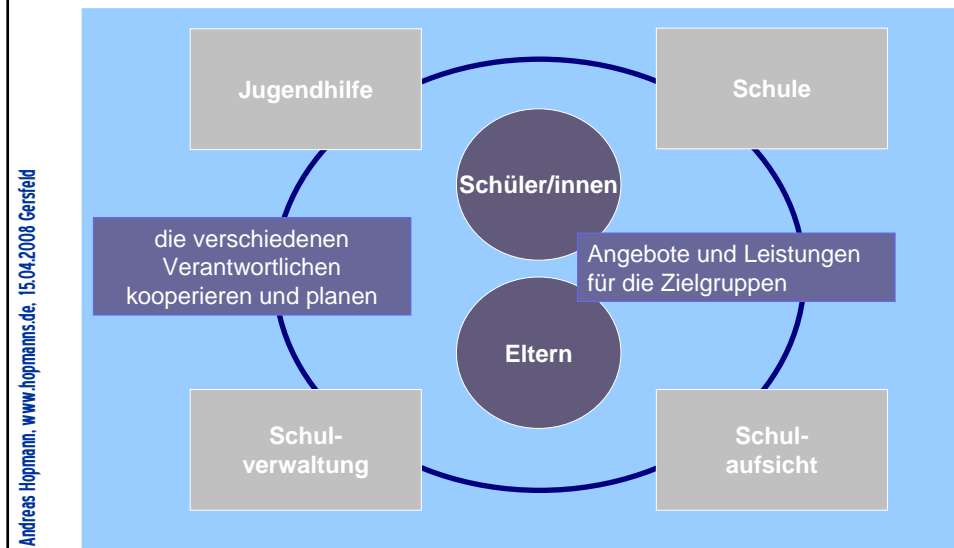 Jugendhilfe
Schule
Schüler/innen
die verschiedenen
Verantwortlichen
kooperieren und planen
Angebote und Leistungen
für die Zielgruppen
Eltern
Schul-
verwaltung
Schul-
aufsicht
Andreas Hopmann, www.hopmanns.de, 15.04.2008 Gersfeld